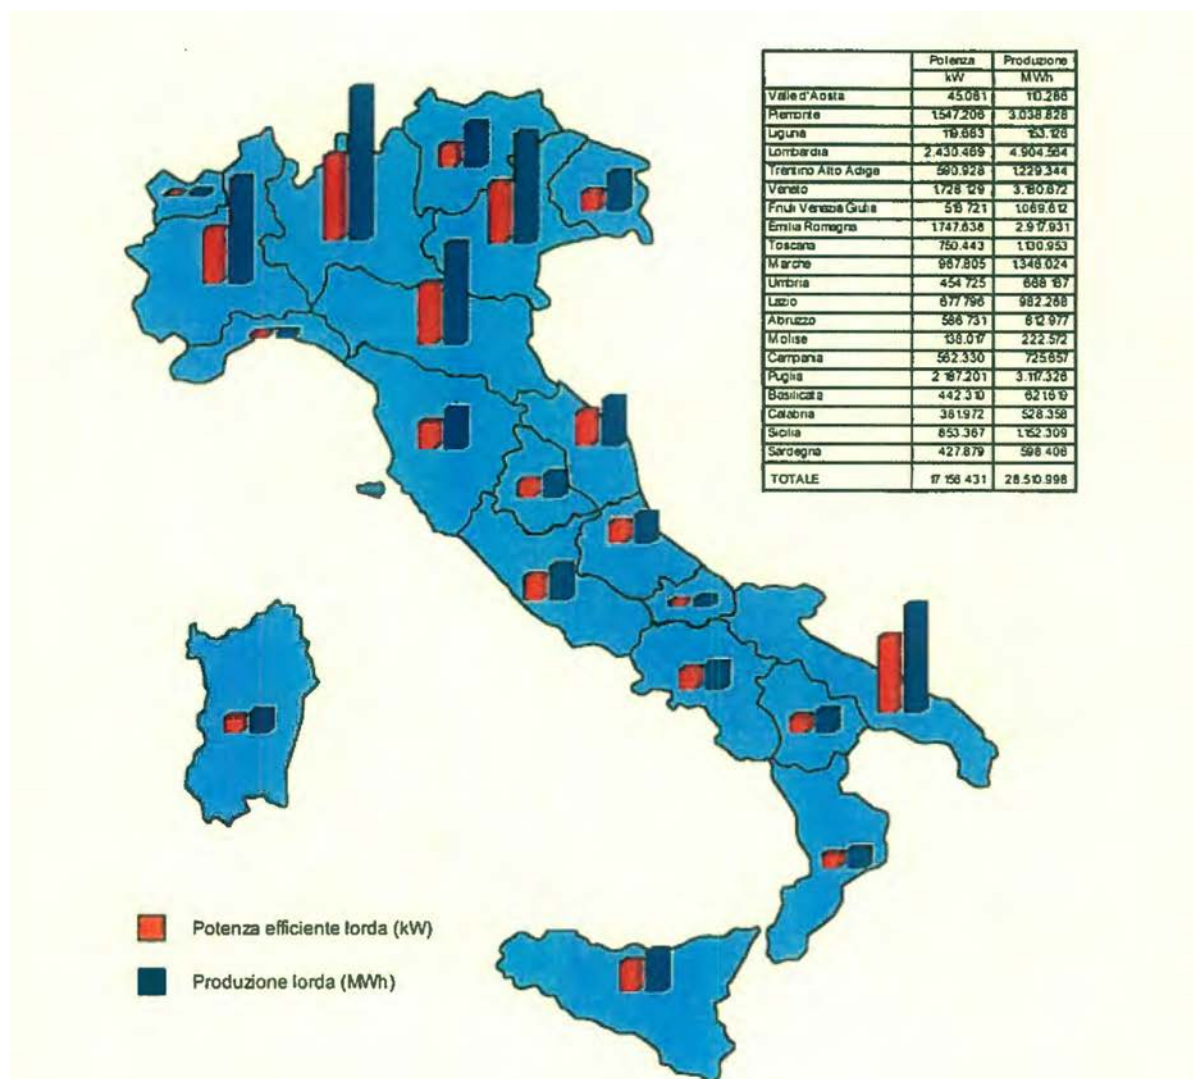 Potenza Produzione
kW MWh
Valle d'Aosta 45.061 110.286
Piemonte 1.547.206 3.038.828
Liguria 119.683 153.126
Lombardia 2.430.469 4.904.564
Trentino Alto Adige 590.928 1.229.344
Veneto 1.728 129 3.180.672
Friuli Venezia Giulia 518 721 1.069.612
Emilia Romagna 1.747.638 2.917.931
Toscana 750.443 1.130.953
Marche 987.805 1.346.024
Umbria 454 725 668 187
Lazio 677 796 982.268
Abruzzo 586 731 812 977
Molise 138.017 222.572
Campania 562.330 725.657
Puglia 2 187.201 3.117.326
Basilicata 442.310 621.619
Calabria 381.972 528.358
Sicilia 853.367 1.152.309
Sardegna 427.879 598 406
TOTALE 17 156 431 28.510.998
Potenza efficiente lorda (kW)
Produzione lorda (MWh)